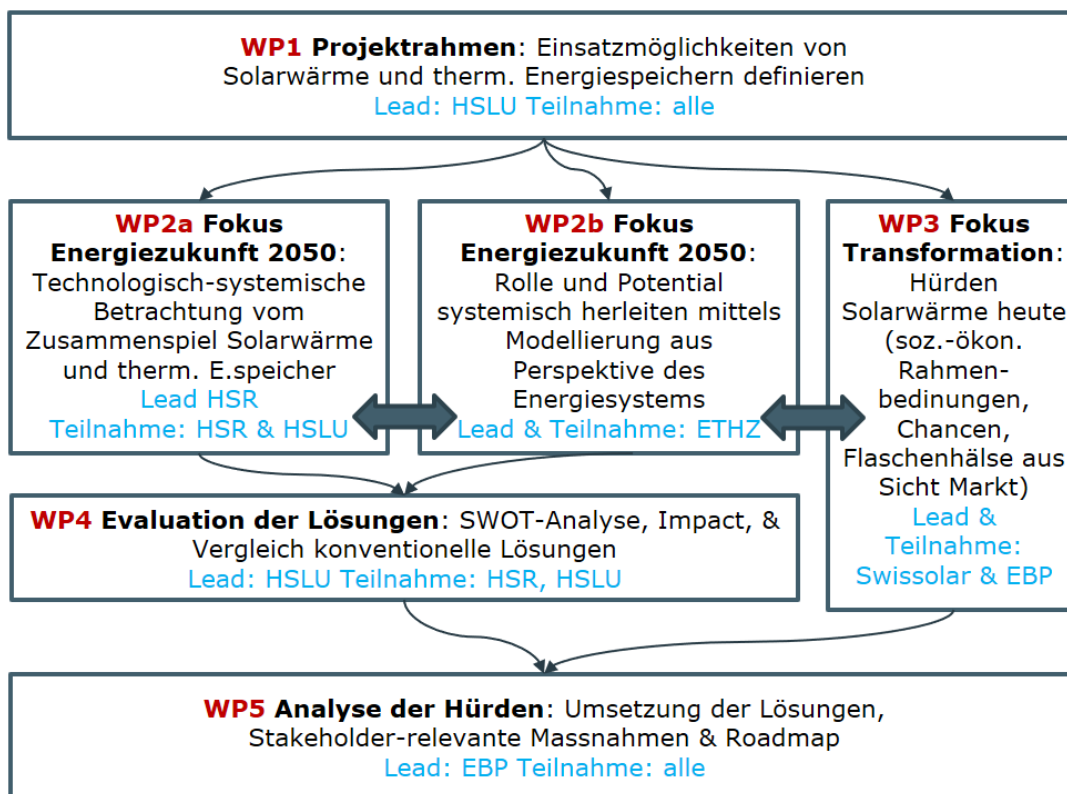 WP1 Projektrahmen: Einsatzmöglichkeiten von
Solarwärme und therm. Energiespeichern definieren
Lead: HSLU Teilnahme: alle
WP2a Fokus
Energiezukunft 2050:
Technologisch-systemische
Betrachtung vom
Zusammenspiel Solarwärme
und therm. E.speicher
Lead HSR
Teilnahme: HSR & HSLU
WP2b Fokus
Energiezukunft 2050:
Rolle und Potential
systemisch herleiten mittels
Modellierung aus
Perspektive des
Energiesystems
Lead & Teilnahme: ETHZ
WP3 Fokus
Transformation:
Hürden
Solarwärme heute
(soz.-ökon.
Rahmen-
bedinungen,
Chancen,
Flaschenhälse aus
Sicht Markt)
Lead &
Teilnahme:
Swissolar & EBP
WP4 Evaluation der Lösungen: SWOT-Analyse, Impact, &
Vergleich konventionelle Lösungen
Lead: HSLU Teilnahme: HSR, HSLU
WP5 Analyse der Hürden: Umsetzung der Lösungen,
Stakeholder-relevante Massnahmen & Roadmap
Lead: EBP Teilnahme: alle